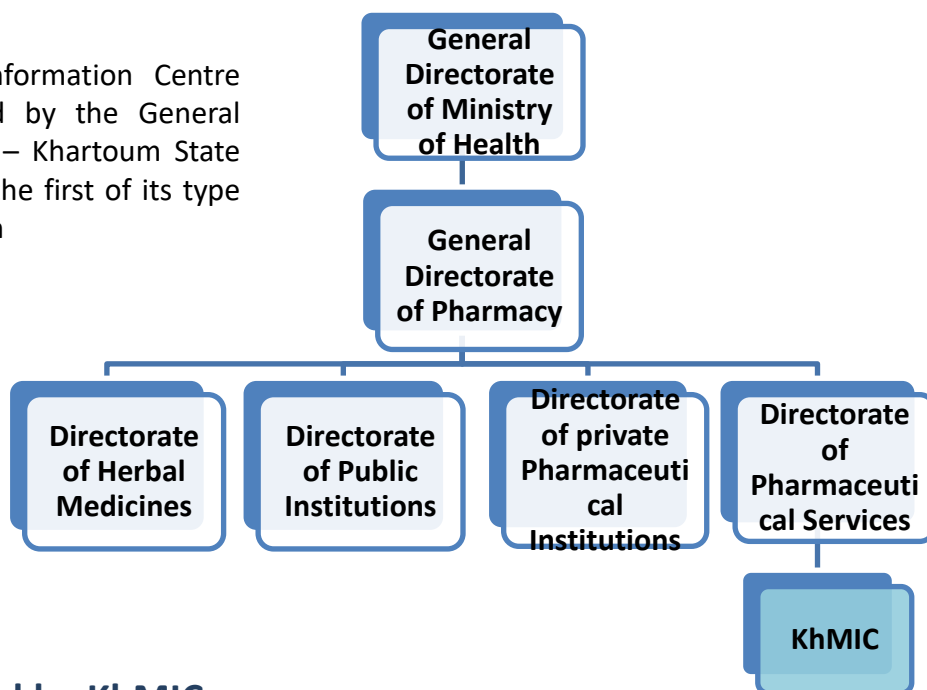 nformation Centre
d by the General
– Khartoum State
he first of its type
General
Directorate
of Ministry
of Health
General
Directorate
of Pharmacy
Directorate
of Herbal
Medicines
Directorate
of Public
Institutions
Directorate
of private
Pharmaceuti
cal
Institutions
Directorate
of
Pharmaceuti
cal Services
KhMIC
KhMIC